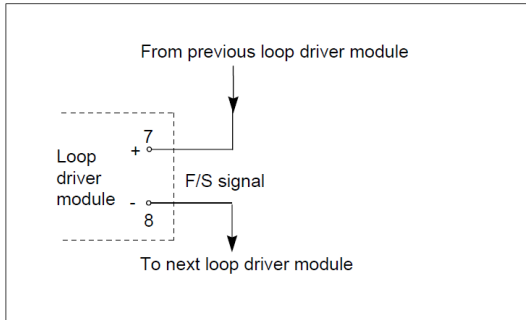 From previous loop driver module
7
+
Loop
driver
module
F/S signal
-
8
To next loop driver module